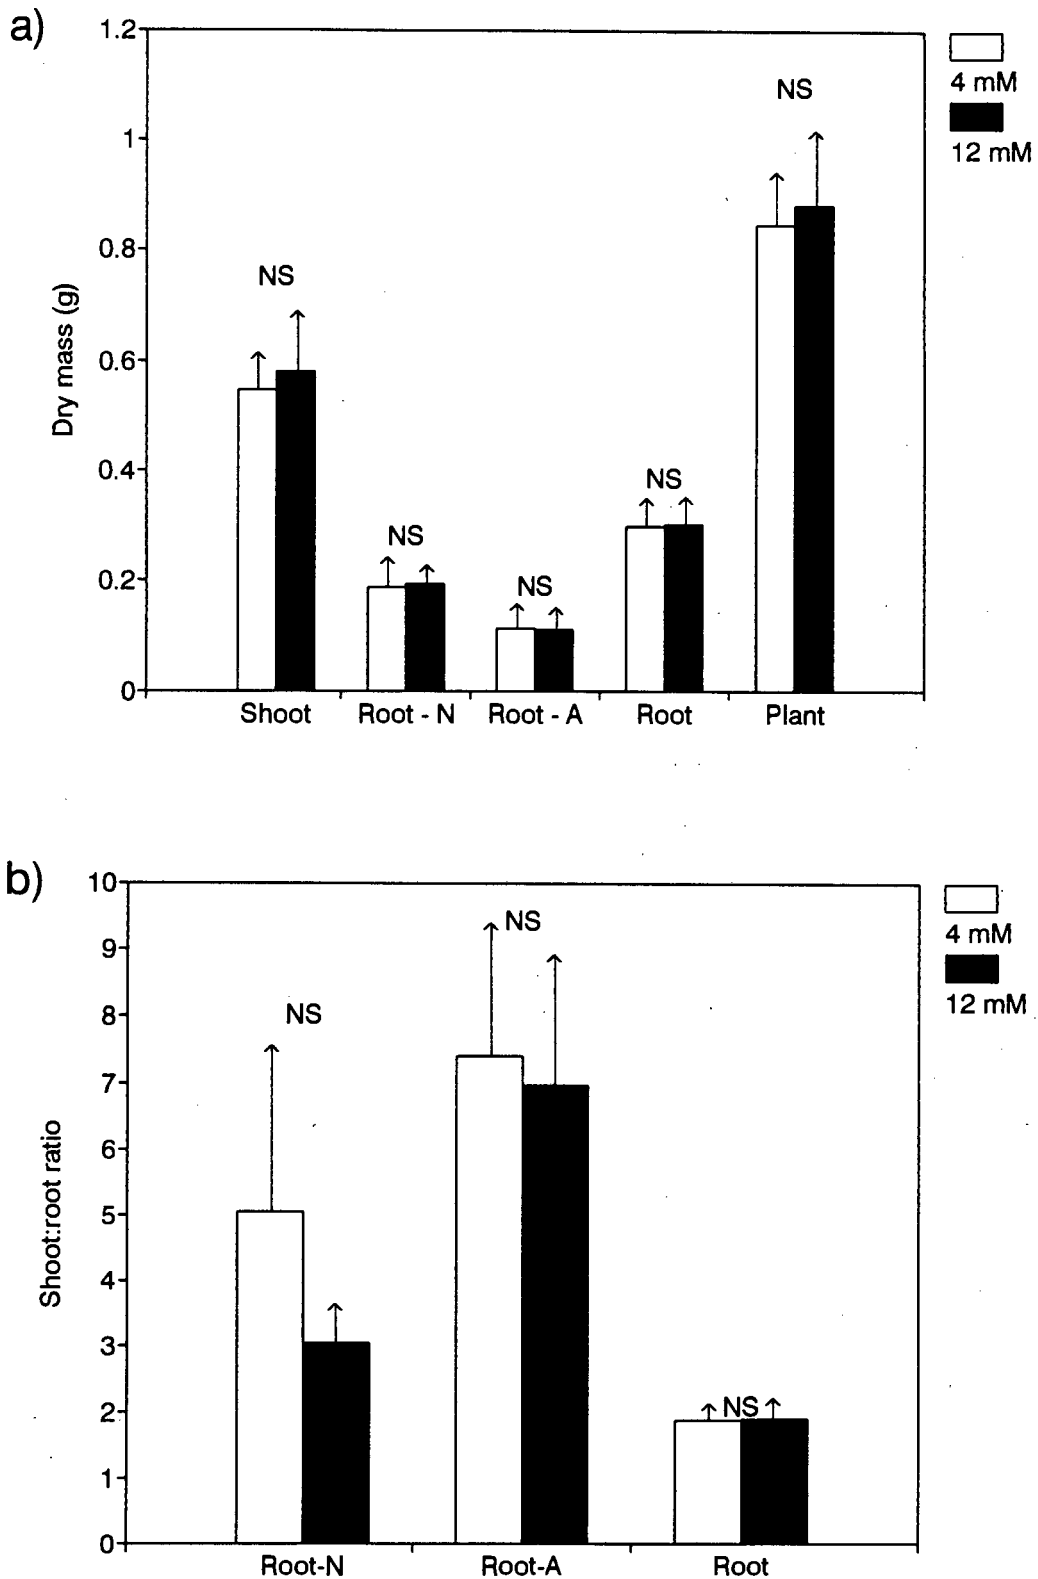 a)
1.2
1
0.8
0.6
0.4
0.2
0
Dry mass (g)
NS
NS
NS
NS
NS
Shoot
Root - N
Root - A
Root
Plant
4 mM
12 mM
b)
10
9
8
7
6
5
4
3
2
1
0
Shoot:root ratio
NS
NS
NS
Root-N
Root-A
Root
4 mM
12 mM